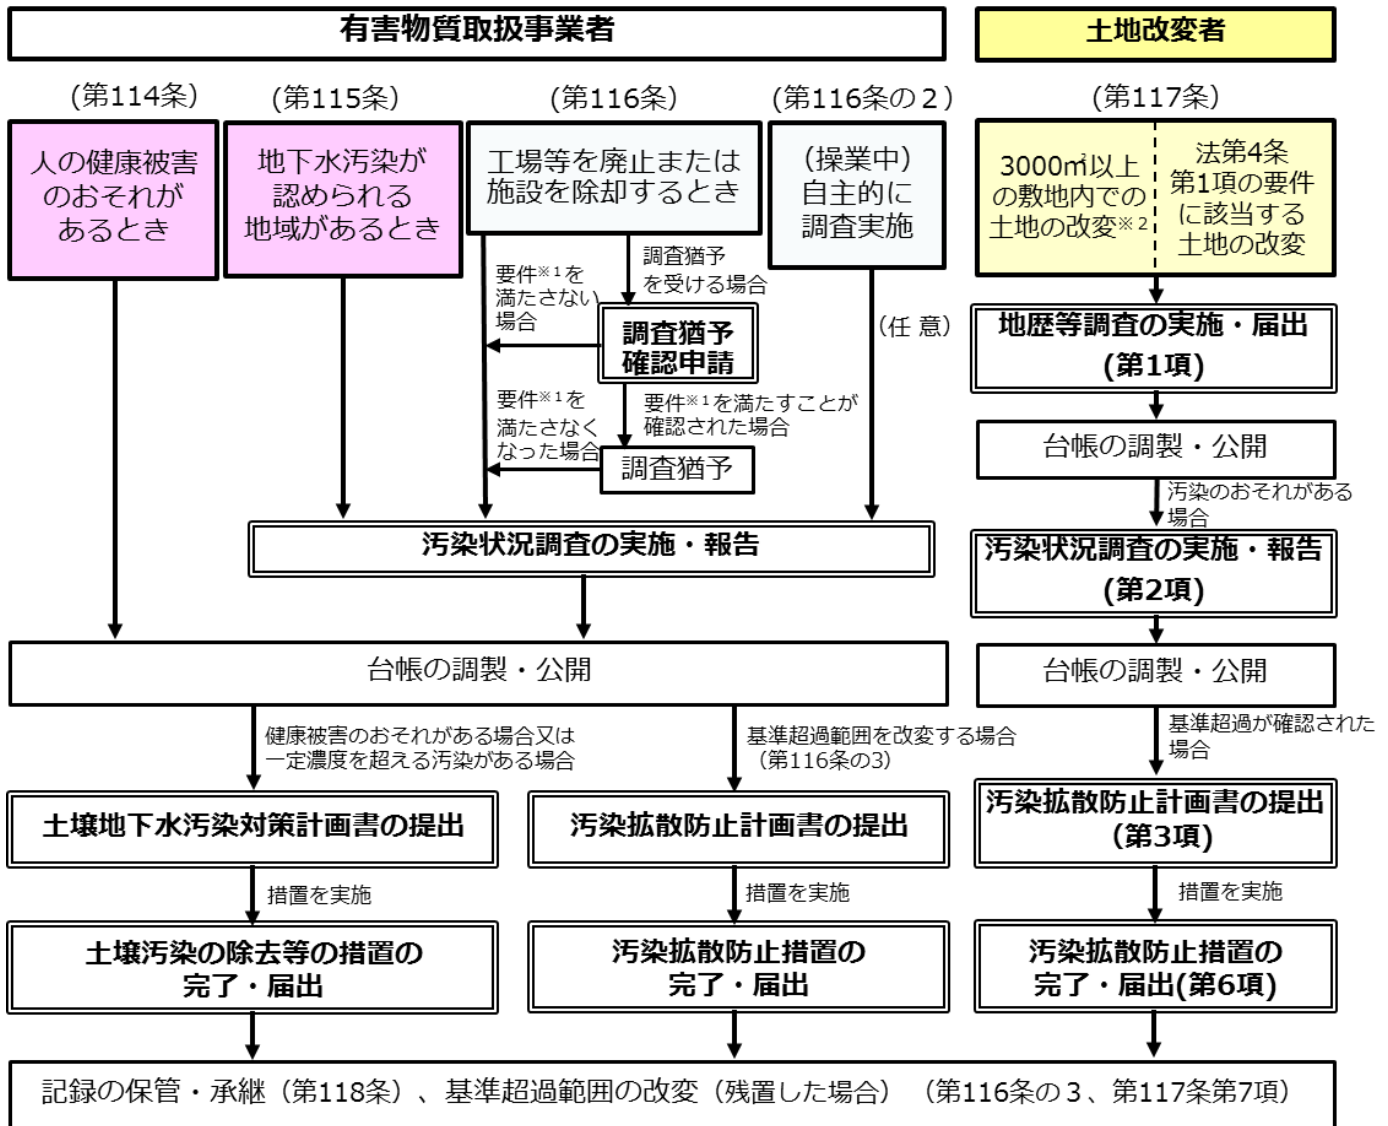 有害物質取扱事業者
土地改変者
(第114条)
(第115条)
(第116条)
(第116条の２)
(第117条)
人の健康被害
のおそれが
あるとき
地下水汚染が
認められる
地域があるとき
工場等を廃止または
施設を除却するとき
（操業中）
自主的に
調査実施
3000㎡以上
の敷地内での
土地の改変※２
法第4条
第1項の要件
に該当する
土地の改変
要件※１を
満たさない
場合
調査猶予
を受ける場合
（任 意）
調査猶予
確認申請
地歴等調査の実施・届出
(第1項)
要件※１を
満たさなく
なった場合
要件※１を満たすことが
確認された場合
調査猶予
台帳の調製・公開
汚染のおそれがある
場合
汚染状況調査の実施・報告
汚染状況調査の実施・報告
(第2項)
台帳の調製・公開
台帳の調製・公開
健康被害のおそれがある場合又は
一定濃度を超える汚染がある場合
基準超過範囲を改変する場合
（第116条の3）
基準超過が確認された
場合
土壌地下水汚染対策計画書の提出
汚染拡散防止計画書の提出
汚染拡散防止計画書の提出
（第3項）
措置を実施
措置を実施
措置を実施
土壌汚染の除去等の措置の
完了・届出
汚染拡散防止措置の
完了・届出
汚染拡散防止措置の
完了・届出(第6項)
記録の保管・承継（第118条）、基準超過範囲の改変（残置した場合）（第116条の３、第117条第7項）